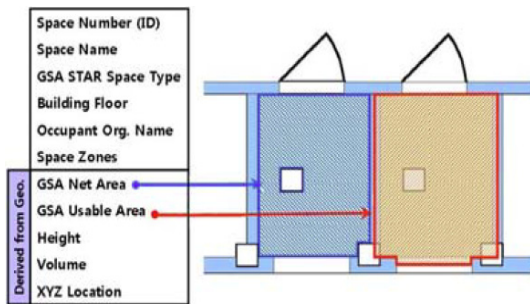 Space Number (ID)
Space Name
GSA STAR Space Type
Building Floor
Occupant Org. Name
Space Zones
Derived from Geo.
GSA Net Area
GSA Usable Area
Height
Volume
XYZ Location